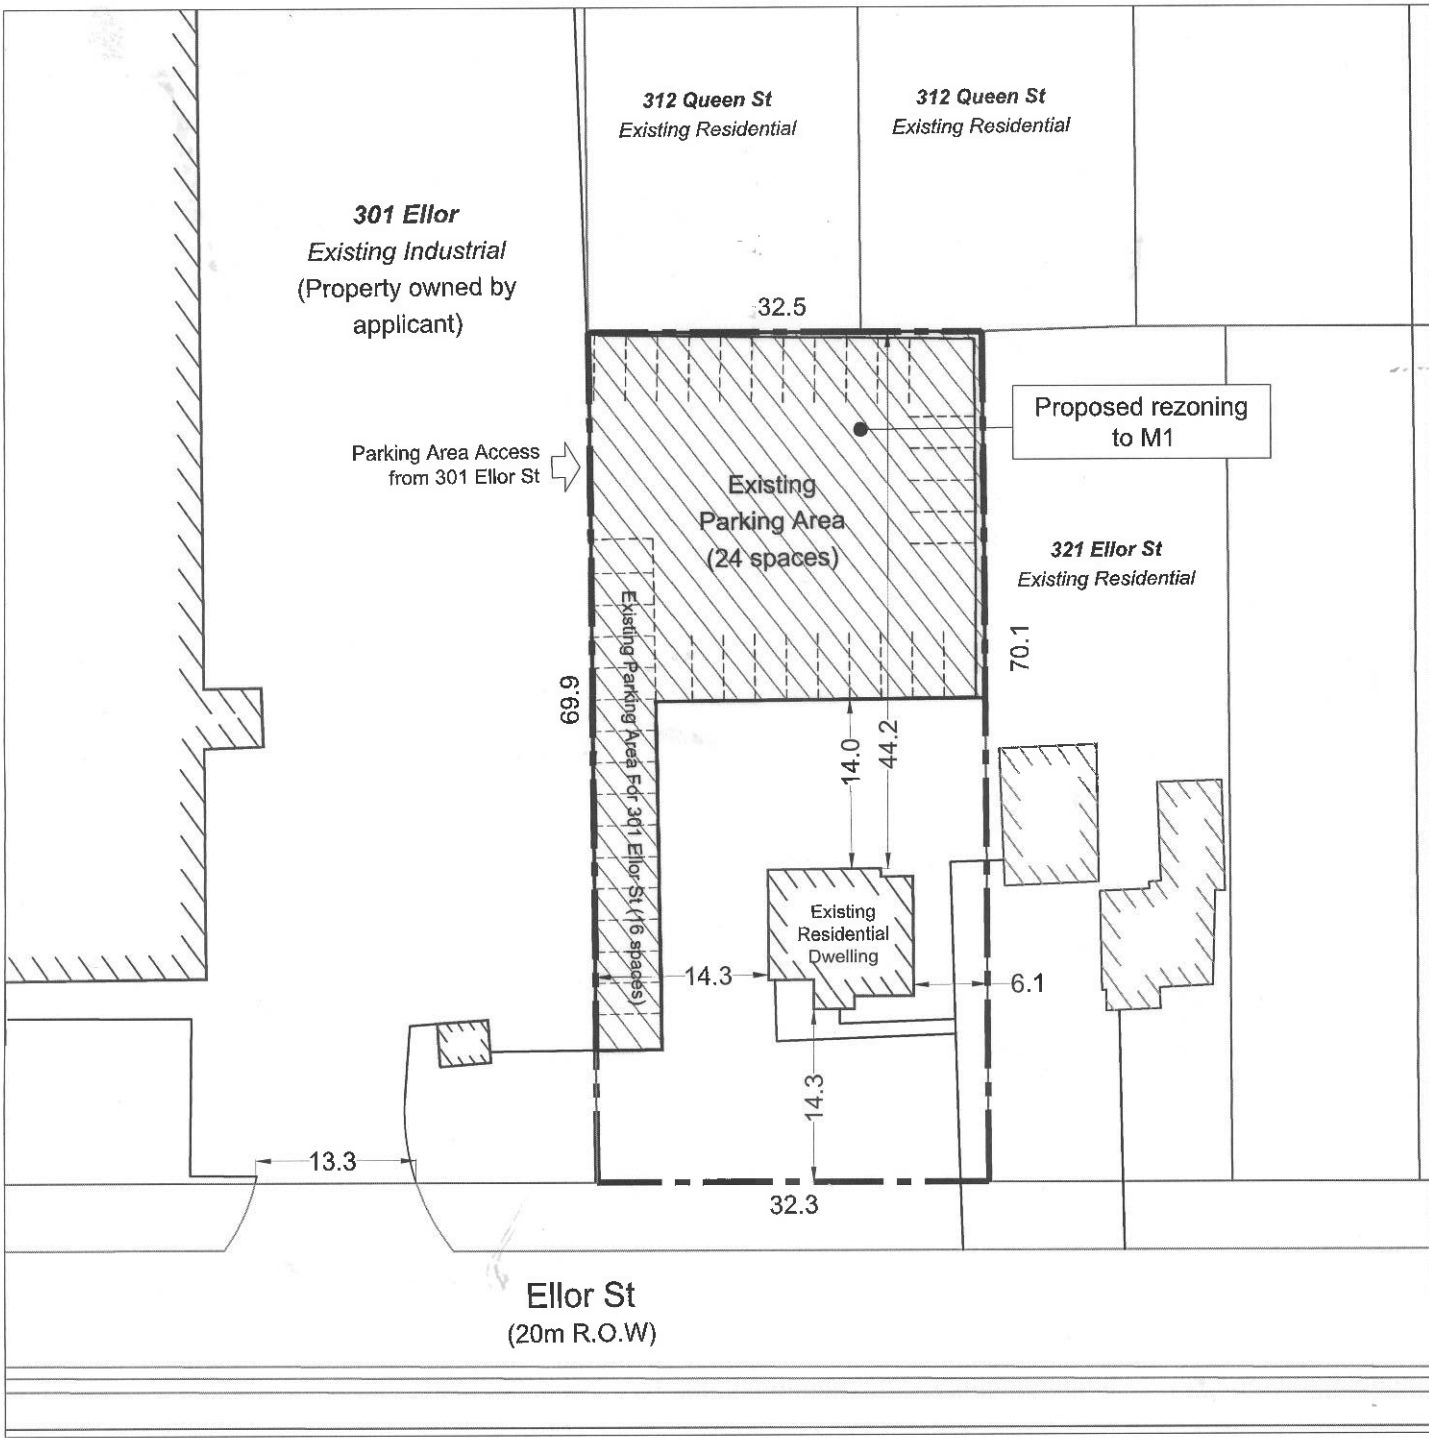 312 Queen St
Existing Residential
312 Queen St
Existing Residential
301 Ellor
Existing Industrial
(Property owned by
applicant)
32.5
Proposed rezoning
to M1
Parking Area Access
from 301 Ellor St
Existing
Parking Area
(24 spaces)
321 Ellor St
Existing Residential
Existing Parking Area For 301 Ellor St (16 spaces)
69.9
70.1
14.0
44.2
Existing
Residential
Dwelling
14.3
6.1
14.3
13.3
32.3
Ellor St
(20m R.O.W)